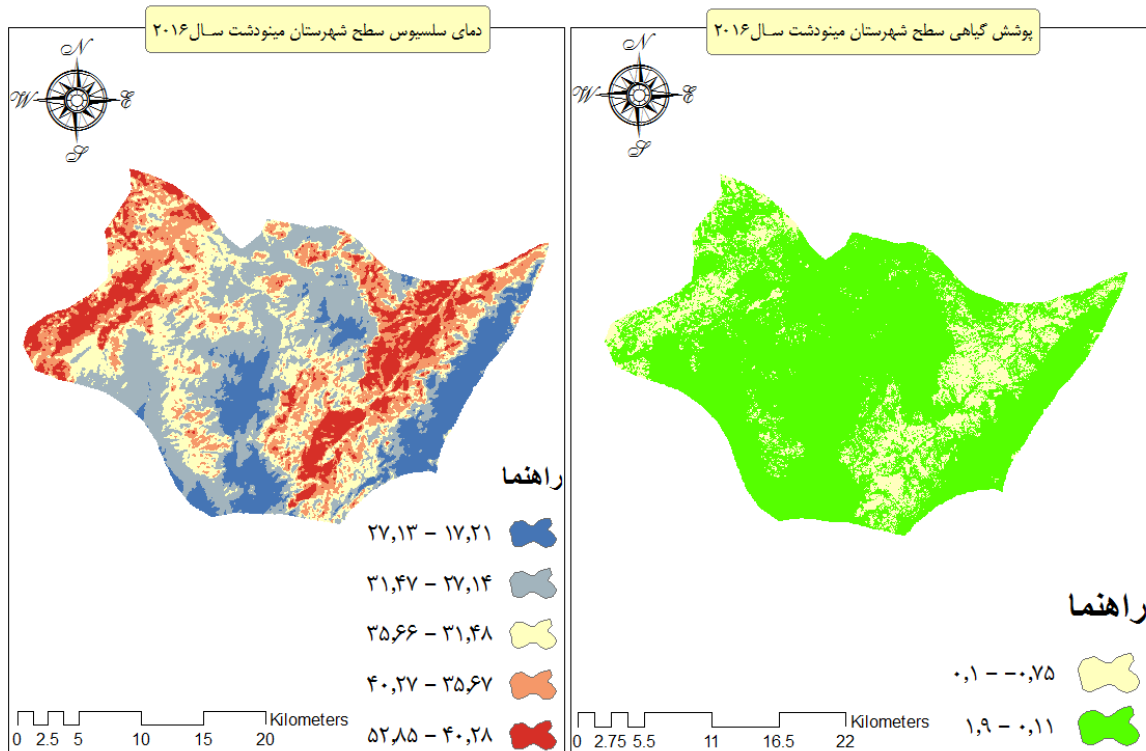 پوشش گیاهی سطح شهرستان مینودشت سال۲۰۱۶
N
W
E
S
راهنما
-۰,۷۵ – ۰,۱
۰,۱۱ – ۱,۹
0 2.75 5.5 11 16.5 22
Kilometers
دمای سلسیوس سطح شهرستان مینودشت سـال۲۰۱۶
N
W
E
S
راهنما
۱۷,۲۱ – ۲۷,۱۳
۲۷,۱۴ – ۳۱,۴۷
۳۱,۴۸ – ۳۵,۶۶
۳۵,۶۷ – ۴۰,۲۷
۴۰,۲۸ – ۵۲,۸۵
0 2.5 5 10 15 20
Kilometers